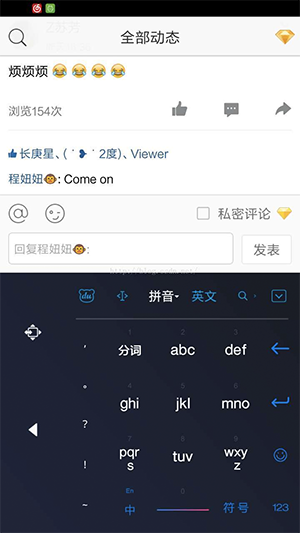 全部动态
烦烦烦 😂 😂 😂 😂
浏览154次
长庚星、(｀❥´2度)、Viewer
程妞妞🐵: Come on
@ 私密评论
回复程妞妞🐵: 发表
du 拼音 英文
1 2 3
, 分词 abc def
4 5 6
。 ghi jkl mno
?
7 8 9
! pqrs tuv wxyz
En 0
~ 中 符号 123